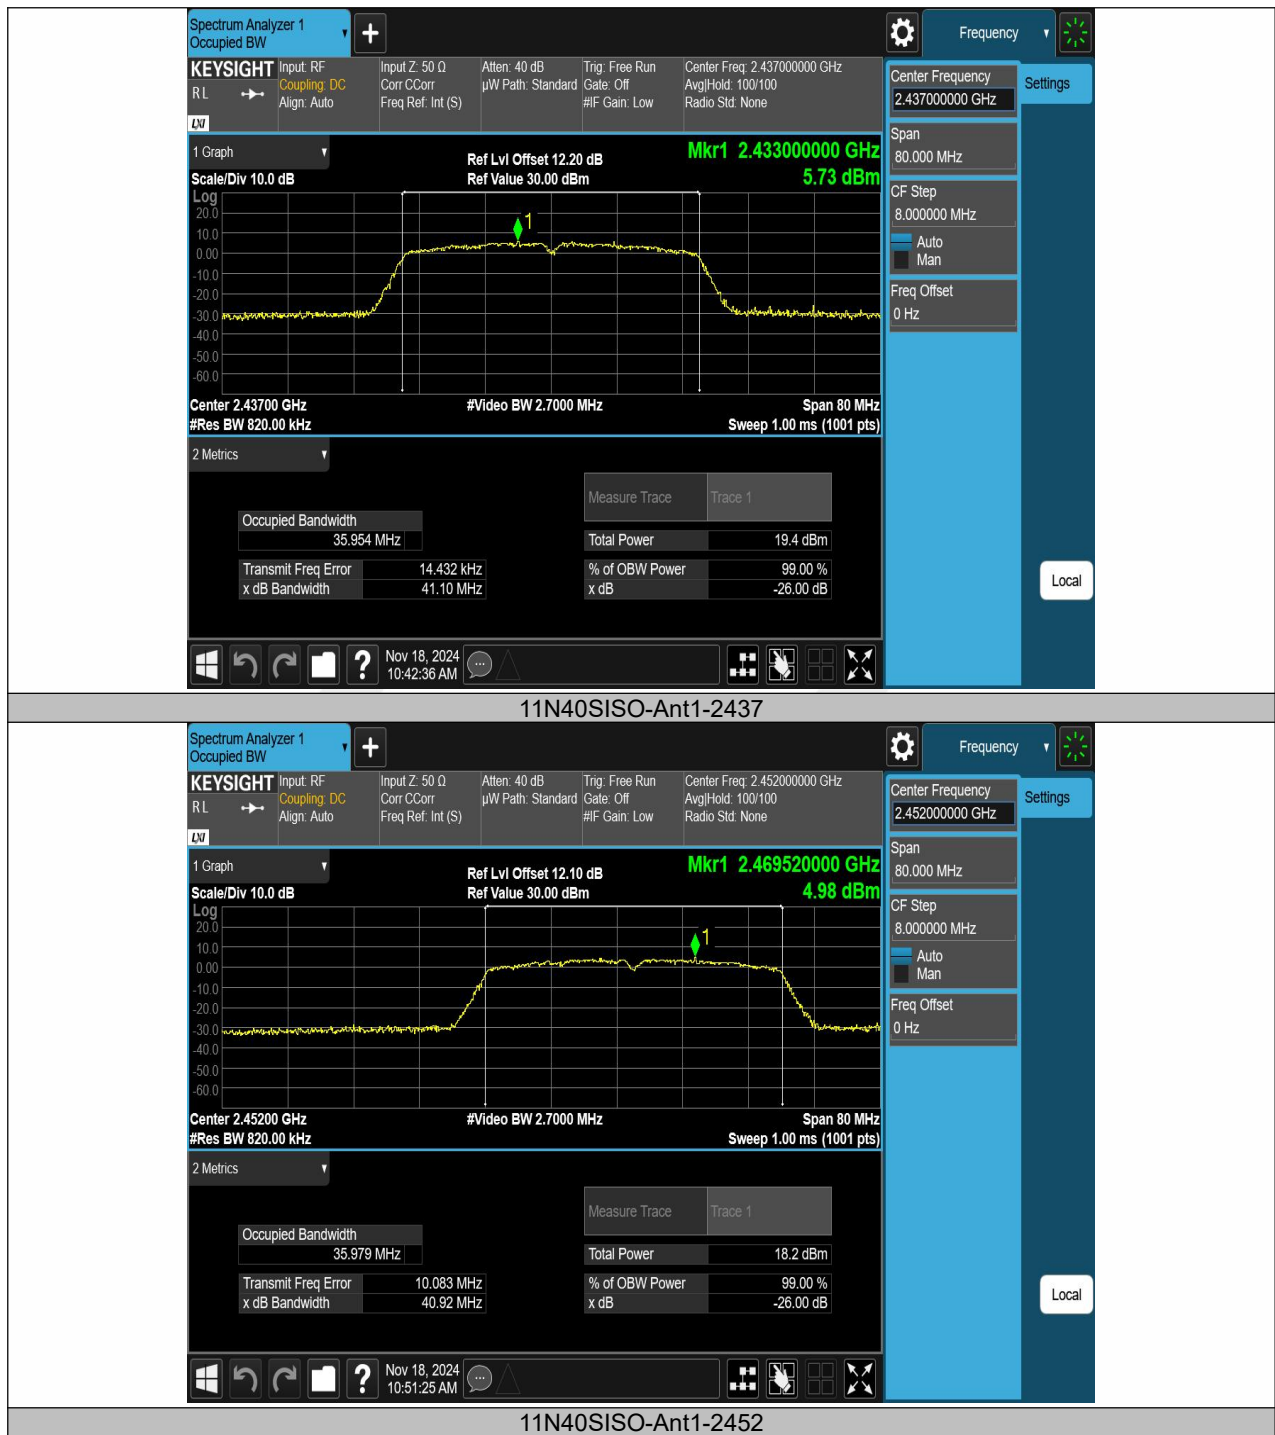 Spectrum Analyzer 1
Occupied BW
+
Frequency
KEYSIGHT Input: RF Input Z: 50 Ω Atten: 40 dB Trig: Free Run Center Freq: 2.437000000 GHz
RL Coupling: DC Corr CCorr µW Path: Standard Gate: Off Avg|Hold: 100/100
Align: Auto Freq Ref: Int (S) #IF Gain: Low Radio Std: None
LXI
Center Frequency
2.437000000 GHz
Settings
Span
80.000 MHz
CF Step
8.000000 MHz
Auto
Man
Freq Offset
0 Hz
Local
1 Graph
Ref Lvl Offset 12.20 dB
Mkr1 2.433000000 GHz
Scale/Div 10.0 dB
Ref Value 30.00 dBm
5.73 dBm
Log
20.0
1
10.0
0.00
-10.0
-20.0
-30.0
-40.0
-50.0
-60.0
Center 2.43700 GHz #Video BW 2.7000 MHz Span 80 MHz
#Res BW 820.00 kHz Sweep 1.00 ms (1001 pts)
2 Metrics
Measure Trace Trace 1
Occupied Bandwidth
35.954 MHz
Total Power 19.4 dBm
Transmit Freq Error 14.432 kHz % of OBW Power 99.00 %
x dB Bandwidth 41.10 MHz x dB -26.00 dB
?
Nov 18, 2024
10:42:36 AM
11N40SISO-Ant1-2437
Spectrum Analyzer 1
Occupied BW
+
Frequency
KEYSIGHT Input: RF Input Z: 50 Ω Atten: 40 dB Trig: Free Run Center Freq: 2.452000000 GHz
RL Coupling: DC Corr CCorr µW Path: Standard Gate: Off Avg|Hold: 100/100
Align: Auto Freq Ref: Int (S) #IF Gain: Low Radio Std: None
LXI
Center Frequency
2.452000000 GHz
Settings
Span
80.000 MHz
CF Step
8.000000 MHz
Auto
Man
Freq Offset
0 Hz
Local
1 Graph
Ref Lvl Offset 12.10 dB
Mkr1 2.469520000 GHz
Scale/Div 10.0 dB
Ref Value 30.00 dBm
4.98 dBm
Log
20.0
1
10.0
0.00
-10.0
-20.0
-30.0
-40.0
-50.0
-60.0
Center 2.45200 GHz #Video BW 2.7000 MHz Span 80 MHz
#Res BW 820.00 kHz Sweep 1.00 ms (1001 pts)
2 Metrics
Measure Trace Trace 1
Occupied Bandwidth
35.979 MHz
Total Power 18.2 dBm
Transmit Freq Error 10.083 MHz % of OBW Power 99.00 %
x dB Bandwidth 40.92 MHz x dB -26.00 dB
?
Nov 18, 2024
10:51:25 AM
11N40SISO-Ant1-2452